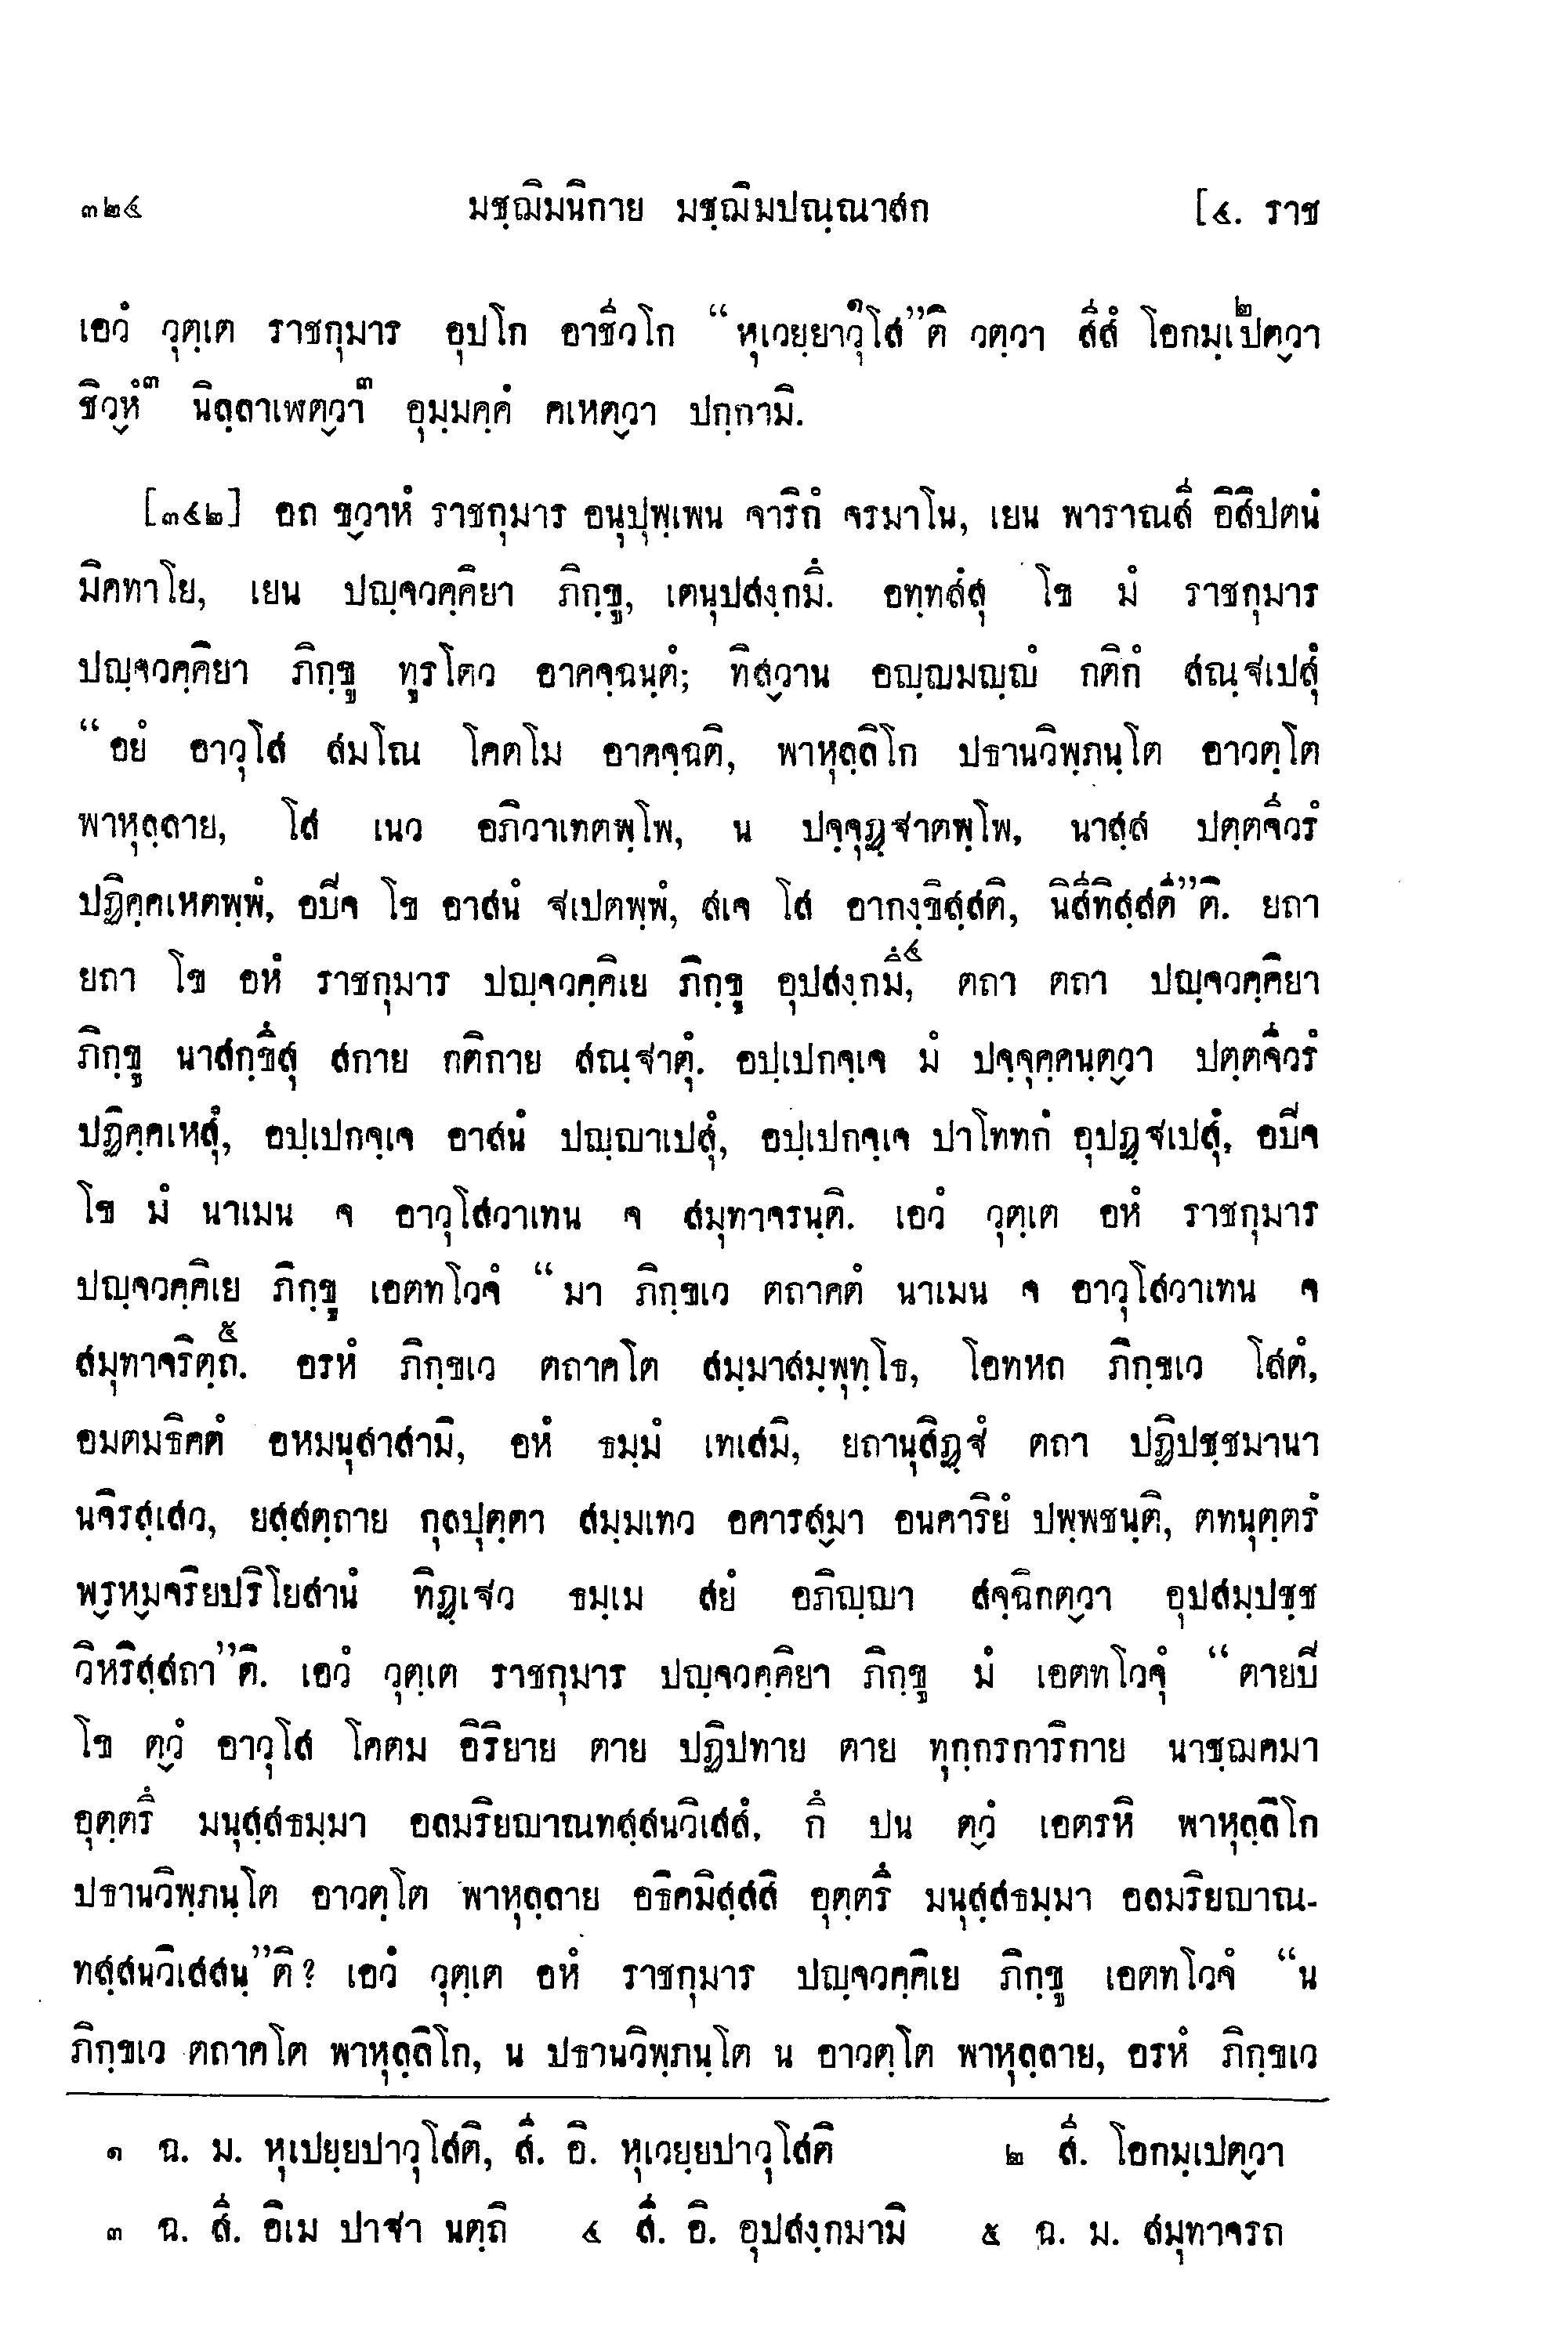 ๓๒๔ มชฺฌิมนิกาย มชฺฌิมปณฺณาสก [๔. ราช
เอวํ วุตฺเต ราชกุมาร อุปโก อาชีวโก “หุเวยฺยาวุโส๑”ติ วตฺวา สีสํ โอกมฺเปตฺวา๒
ชิวฺหํ๓ นิลฺลาเฬตฺวา๓ อุมฺมคฺคํ คเหตฺวา ปกฺกามิ.
[๓๔๒] อถ ขฺวาหํ ราชกุมาร อนุปุพฺเพน จาริกํ จรมาโน, เยน พาราณสี อิสิปตนํ
มิคทาโย, เยน ปญฺจวคฺคิยา ภิกฺขู, เตนุปสงฺกมึ. อทฺทสํสุ โข มํ ราชกุมาร
ปญฺจวคฺคิยา ภิกฺขู ทูรโตว อาคจฺฉนฺตํ; ทิสฺวาน อญฺญมญฺญํ กติกํ สณฺฐเปสุํ
“อยํ อาวุโส สมโณ โคตโม อาคจฺฉติ, พาหุลฺลิโก ปธานวิพฺภนฺโต อาวตฺโต
พาหุลฺลาย, โส เนว อภิวาเทตพฺโพ, น ปจฺจุฏฺฐาตพฺโพ, นาสฺส ปตฺตจีวรํ
ปฏิคฺคเหตพฺพํ, อปิจ โข อาสนํ ฐเปตพฺพํ, สเจ โส อากงฺขิสฺสติ, นิสีทิสฺสตี”ติ. ยถา
ยถา โข อหํ ราชกุมาร ปญฺจวคฺคิเย ภิกฺขู อุปสงฺกมึ๔, ตถา ตถา ปญฺจวคฺคิยา
ภิกฺขู นาสกฺขึสุ สกาย กติกาย สณฺฐาตุํ. อปฺเปกจฺเจ มํ ปจฺจุคฺคนฺตฺวา ปตฺตจีวรํ
ปฏิคฺคเหสุํ, อปฺเปกจฺเจ อาสนํ ปญฺญาเปสุํ, อปฺเปกจฺเจ ปาโททกํ อุปฏฺฐเปสุํ, อปิจ
โข มํ นาเมน จ อาวุโสวาเทน จ สมุทาจรนฺติ. เอวํ วุตฺเต อหํ ราชกุมาร
ปญฺจวคฺคิเย ภิกฺขู เอตทโวจํ “มา ภิกฺขเว ตถาคตํ นาเมน จ อาวุโสวาเทน จ
สมุทาจริตฺถ๕. อรหํ ภิกฺขเว ตถาคโต สมฺมาสมฺพุทฺโธ, โอทหถ ภิกฺขเว โสตํ,
อมตมธิคตํ อหมนุสาสามิ, อหํ ธมฺมํ เทเสมิ, ยถานุสิฏฺฐํ ตถา ปฏิปชฺชมานา
นจิรสฺเสว, ยสฺสตฺถาย กุลปุตฺตา สมฺมเทว อคารสฺมา อนคาริยํ ปพฺพชนฺติ, ตทนุตฺตรํ
พฺรหฺมจริยปริโยสานํ ทิฏฺเฐว ธมฺเม สยํ อภิญฺญา สจฺฉิกตฺวา อุปสมฺปชฺช
วิหริสฺสถา”ติ. เอวํ วุตฺเต ราชกุมาร ปญฺจวคฺคิยา ภิกฺขู มํ เอตทโวจุํ “ตายปิ
โข ตฺวํ อาวุโส โคตม อิริยาย ตาย ปฏิปทาย ตาย ทุกฺกรการิกาย นาชฺฌคมา
อุตฺตรึ มนุสฺสธมฺมา อลมริยญาณทสฺสนวิเสสํ, กึ ปน ตฺวํ เอตรหิ พาหุลฺลิโก
ปธานวิพฺภนฺโต อาวตฺโต พาหุลฺลาย อธิคมิสฺสสิ อุตฺตรึ มนุสฺสธมฺมา อลมริยญาณ-
ทสฺสนวิเสสนฺ”ติ? เอวํ วุตฺเต อหํ ราชกุมาร ปญฺจวคฺคิเย ภิกฺขู เอตทโวจํ “น
ภิกฺขเว ตถาคโต พาหุลฺลิโก, น ปธานวิพฺภนฺโต น อาวตฺโต พาหุลฺลาย, อรหํ ภิกฺขเว
๑ ฉ. ม. หุเปยฺยปาวุโสติ, สี. อิ. หุเวยฺยปาวุโสติ ๒ สี. โอกมฺเปตฺวา
๓ ฉ. สี. อิเม ปาฐา นตฺถิ ๔ สี. อิ. อุปสงฺกมามิ ๕ ฉ. ม. สมุทาจรถ